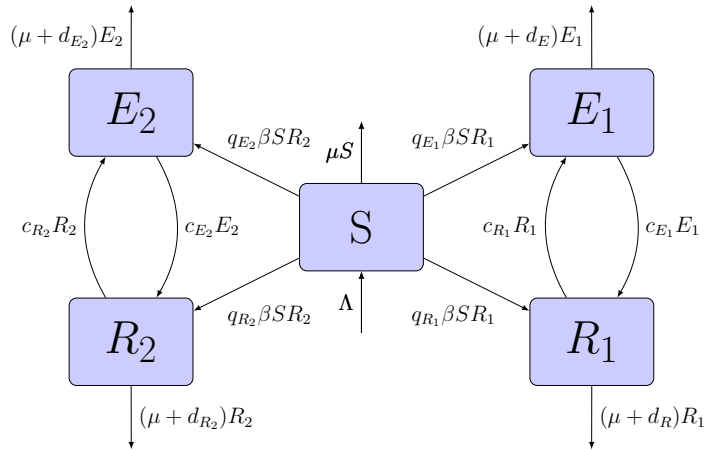 (μ + d_{E_2})E_2
(μ + d_E)E_1
E_2
E_1
q_{E_2}βSR_2
μS
q_{E_1}βSR_1
c_{R_2}R_2
c_{E_2}E_2
S
c_{R_1}R_1
c_{E_1}E_1
q_{R_2}βSR_2
Λ
q_{R_1}βSR_1
R_2
R_1
(μ + d_{R_2})R_2
(μ + d_R)R_1